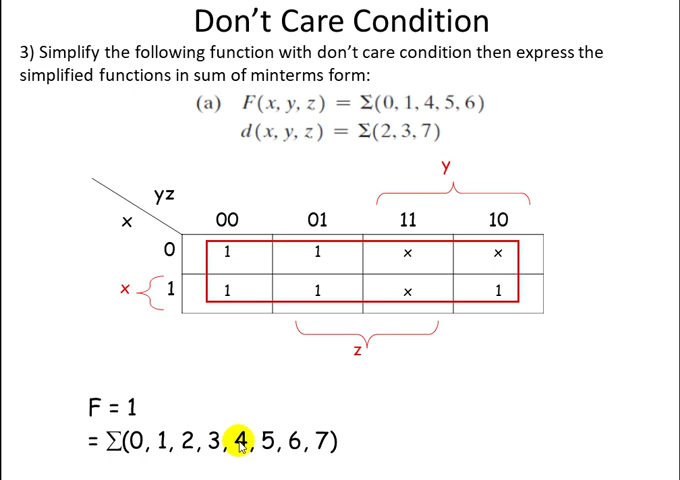 Don't Care Condition
3) Simplify the following function with don't care condition then express the
simplified functions in sum of minterms form:
(a) F(x, y, z) = Σ(0, 1, 4, 5, 6)
d(x, y, z) = Σ(2, 3, 7)
y
yz
x
00 01 11 10
0 1 1 x x
x 1 1 1 x 1
z
F = 1
= Σ(0, 1, 2, 3, 4, 5, 6, 7)